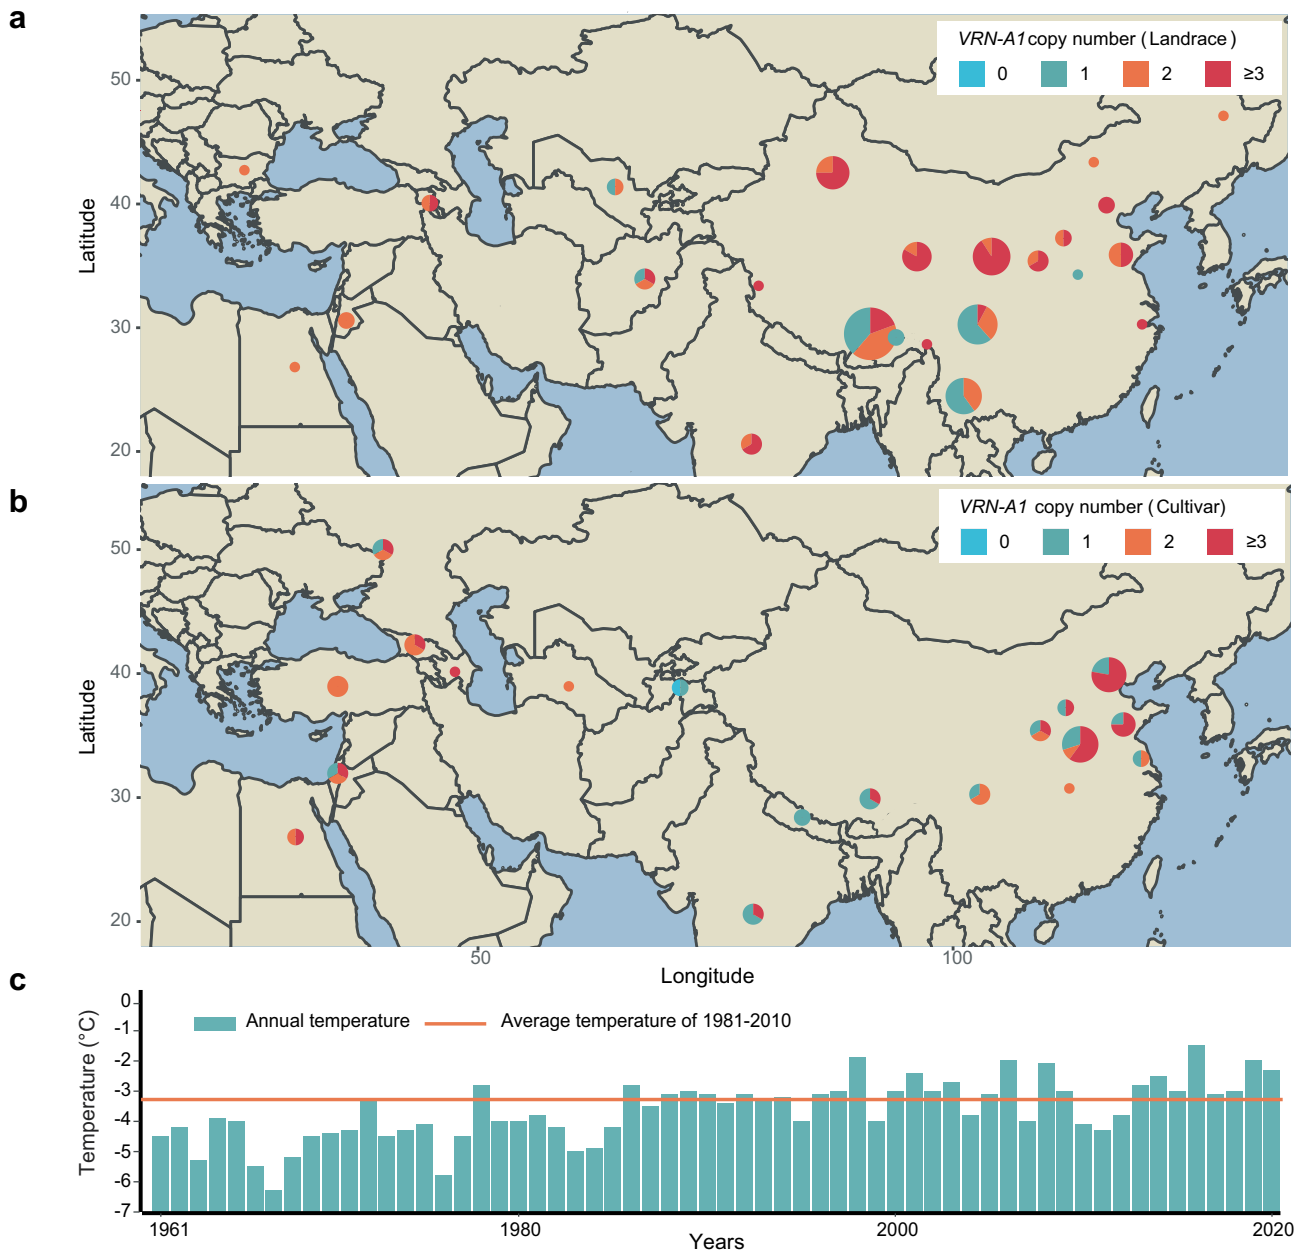 a
VRN-A1 copy number (Landrace)
0 1 2 ≥3
50
40
30
20
Latitude
b
VRN-A1 copy number (Cultivar)
0 1 2 ≥3
50
40
30
20
Latitude
50 100
Longitude
c
Annual temperature Average temperature of 1981-2010
0
-1
-2
-3
-4
-5
-6
-7
Temperature (°C)
1961 1980 2000 2020
Years